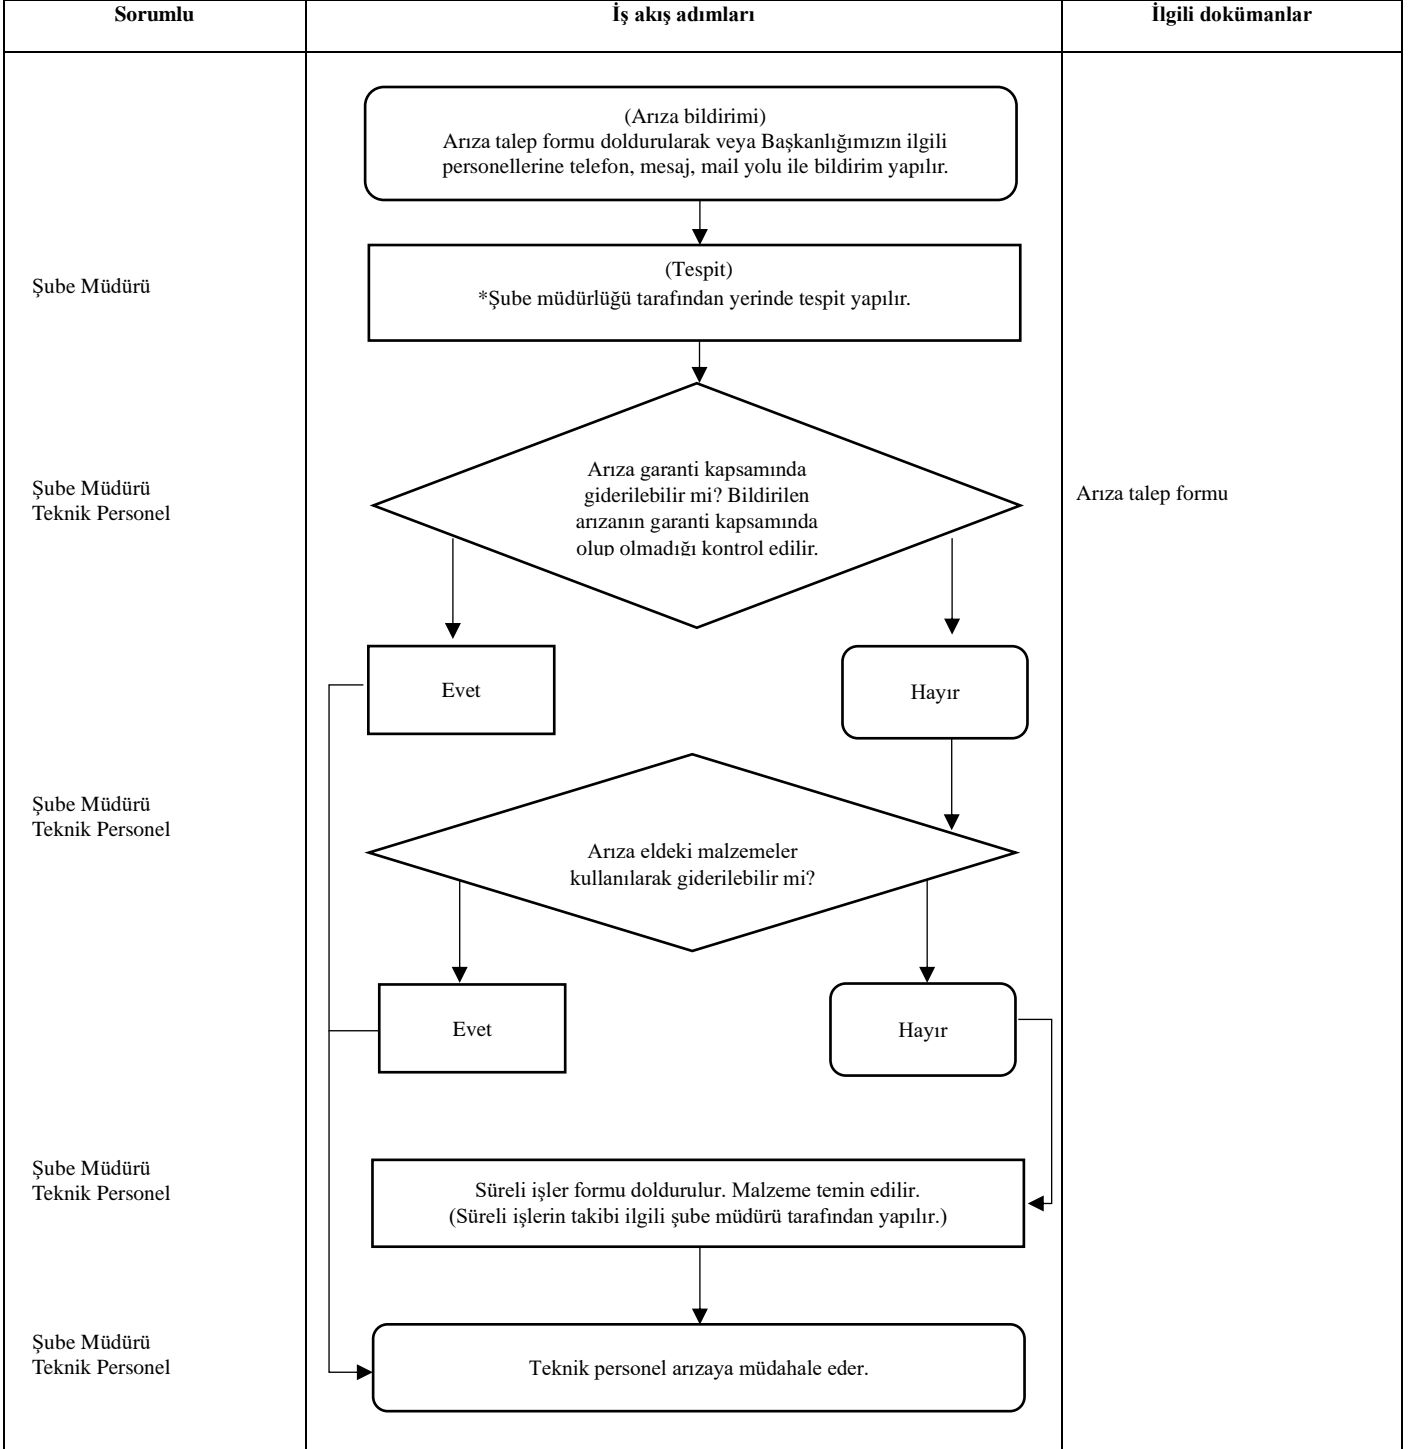 Sorumlu
İş akış adımları
İlgili dokümanlar
(Arıza bildirimi)
Arıza talep formu doldurularak veya Başkanlığımızın ilgili
personellerine telefon, mesaj, mail yolu ile bildirim yapılır.
Şube Müdürü
(Tespit)
*Şube müdürlüğü tarafından yerinde tespit yapılır.
Şube Müdürü
Teknik Personel
Arıza garanti kapsamında
giderilebilir mi? Bildirilen
arızanın garanti kapsamında
olup olmadığı kontrol edilir.
Arıza talep formu
Evet
Hayır
Şube Müdürü
Teknik Personel
Arıza eldeki malzemeler
kullanılarak giderilebilir mi?
Evet
Hayır
Şube Müdürü
Teknik Personel
Süreli işler formu doldurulur. Malzeme temin edilir.
(Süreli işlerin takibi ilgili şube müdürü tarafından yapılır.)
Şube Müdürü
Teknik Personel
Teknik personel arızaya müdahale eder.